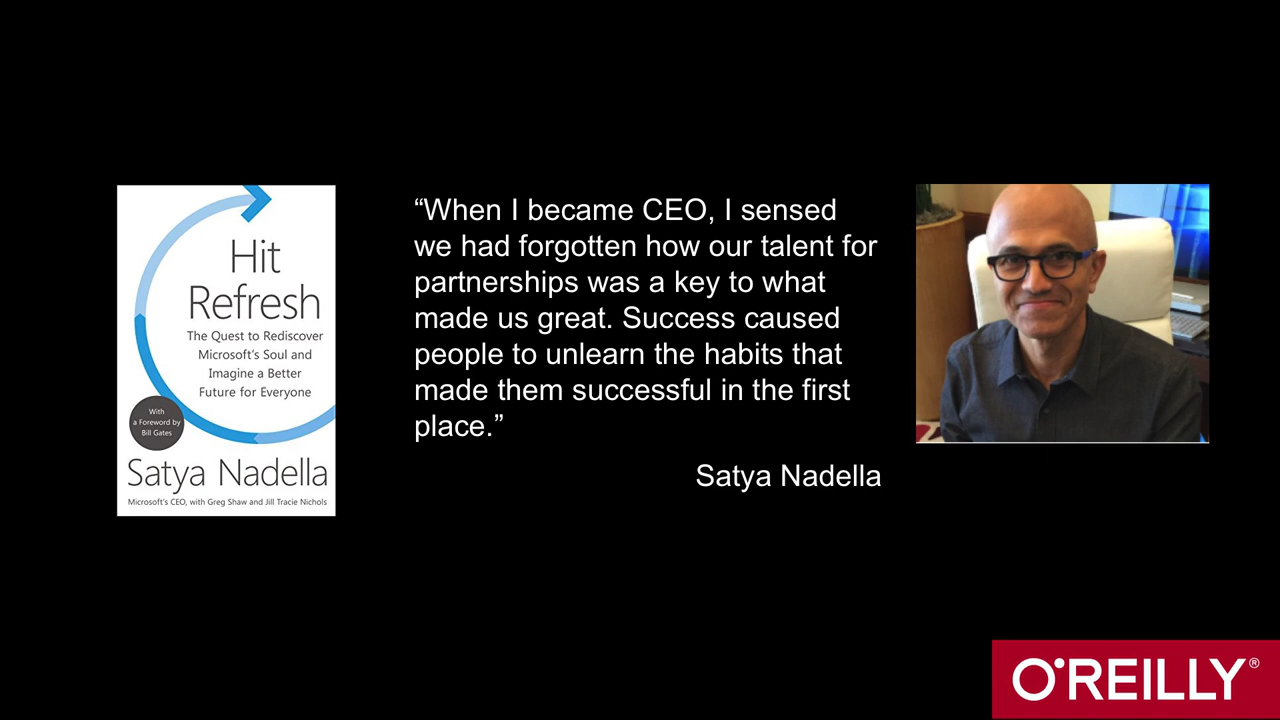 Hit
Refresh
The Quest to Rediscover
Microsoft's Soul and
Imagine a Better
Future for Everyone
With
a Foreword by
Bill Gates
Satya Nadella
Microsoft's CEO, with Greg Shaw and Jill Tracie Nichols
“When I became CEO, I sensed
we had forgotten how our talent for
partnerships was a key to what
made us great. Success caused
people to unlearn the habits that
made them successful in the first
place.”
Satya Nadella
O'REILLY®